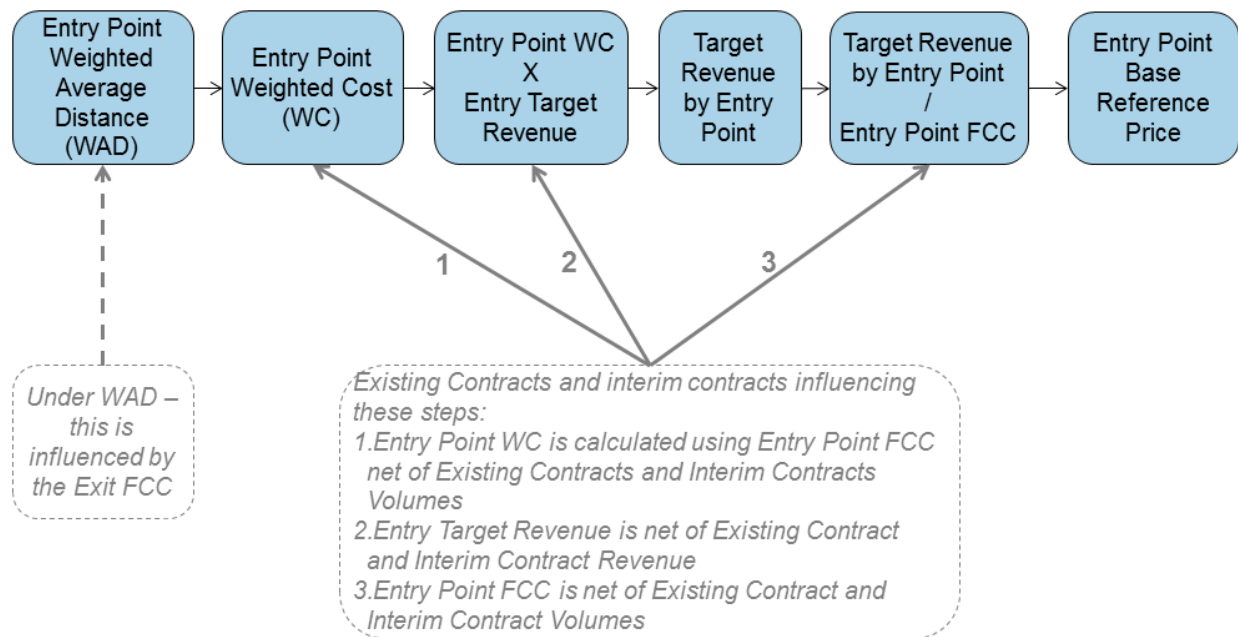 Entry Point
Weighted
Average
Distance
(WAD)
Entry Point
Weighted Cost
(WC)
Entry Point WC
X
Entry Target
Revenue
Target
Revenue
by Entry
Point
Target Revenue
by Entry Point
/
Entry Point FCC
Entry Point
Base
Reference
Price
1
2
3
Under WAD –
this is
influenced by
the Exit FCC
Existing Contracts and interim contracts influencing
these steps:
1.Entry Point WC is calculated using Entry Point FCC
net of Existing Contracts and Interim Contracts
Volumes
2.Entry Target Revenue is net of Existing Contract
and Interim Contract Revenue
3.Entry Point FCC is net of Existing Contract and
Interim Contract Volumes